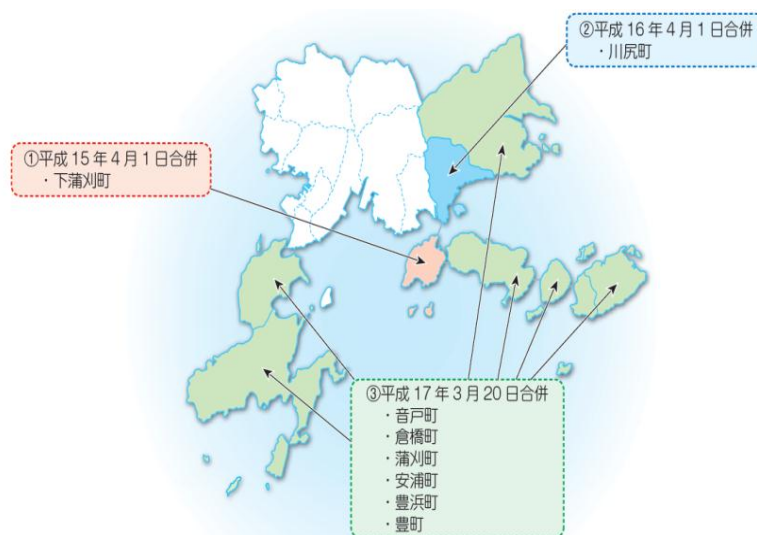 ②平成16年4月1日合併
・川尻町
①平成15年4月1日合併
・下蒲刈町
③平成17年3月20日合併
・音戸町
・倉橋町
・蒲刈町
・安浦町
・豊浜町
・豊町